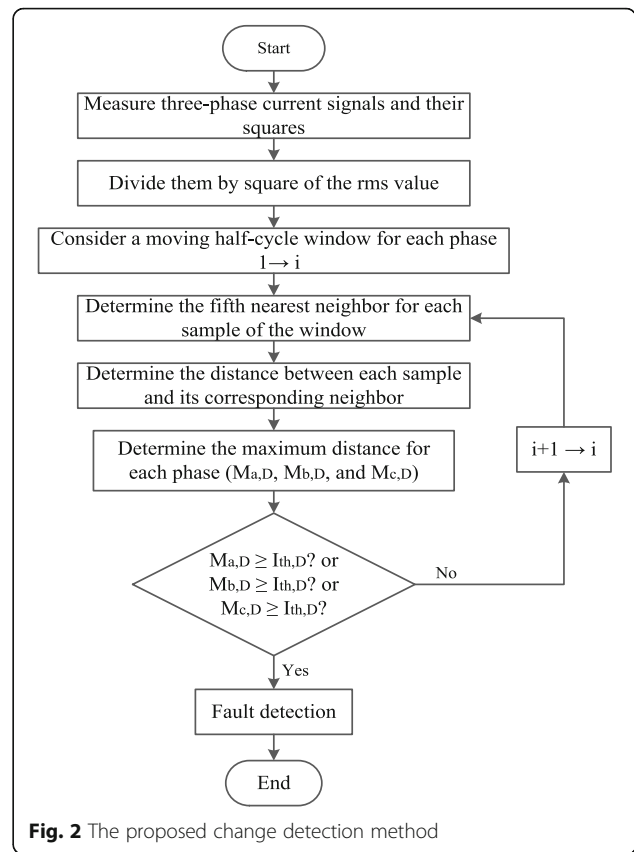 Start
Measure three-phase current signals and their
squares
Divide them by square of the rms value
Consider a moving half-cycle window for each phase
1→ i
Determine the fifth nearest neighbor for each
sample of the window
Determine the distance between each sample
and its corresponding neighbor
Determine the maximum distance for
each phase (Ma,D, Mb,D, and Mc,D)
i+1 → i
Ma,D ≥ Ith,D? or
Mb,D ≥ Ith,D? or
Mc,D ≥ Ith,D?
No
Yes
Fault detection
End
Fig. 2 The proposed change detection method